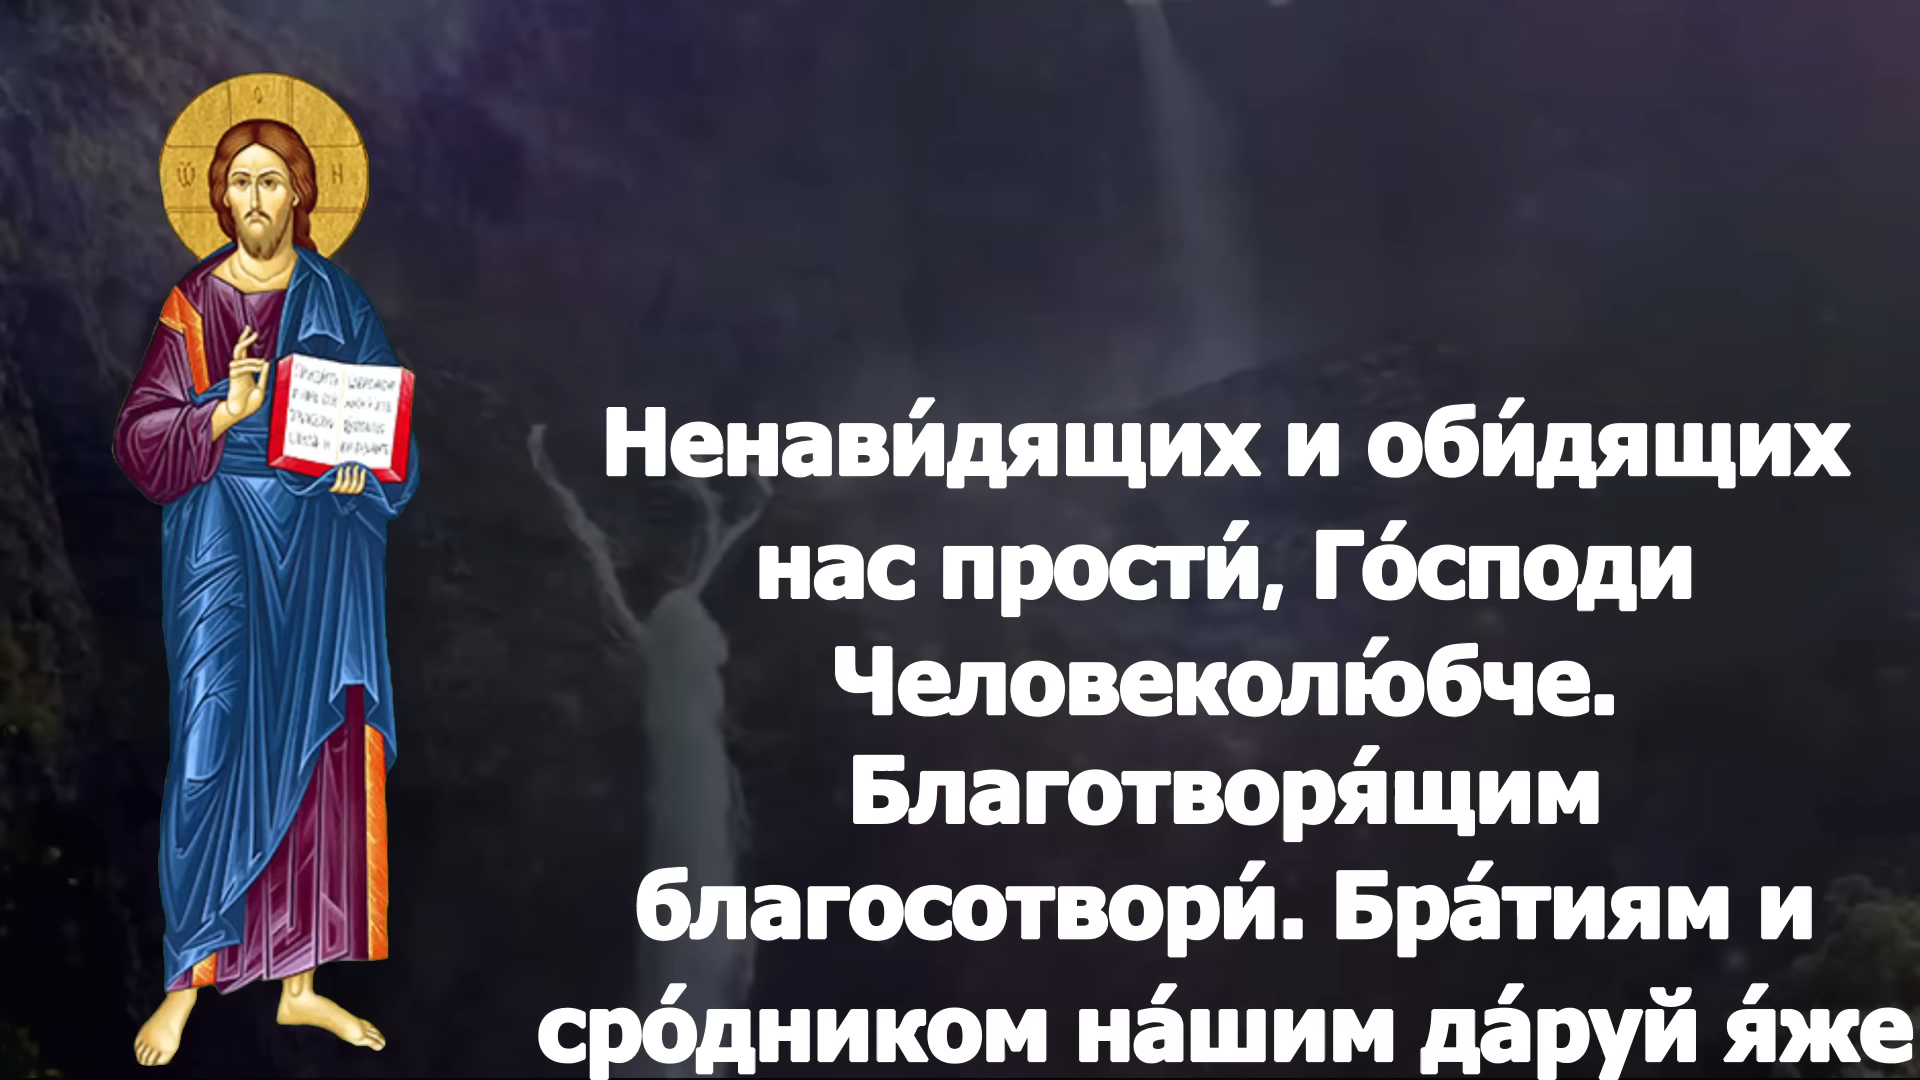 Ненави́дящих и оби́дящих
нас прости́, Го́споди
Человеколю́бче.
Благотворя́щим
благосотвори́. Бра́тиям и
сро́дником на́шим да́руй я́же